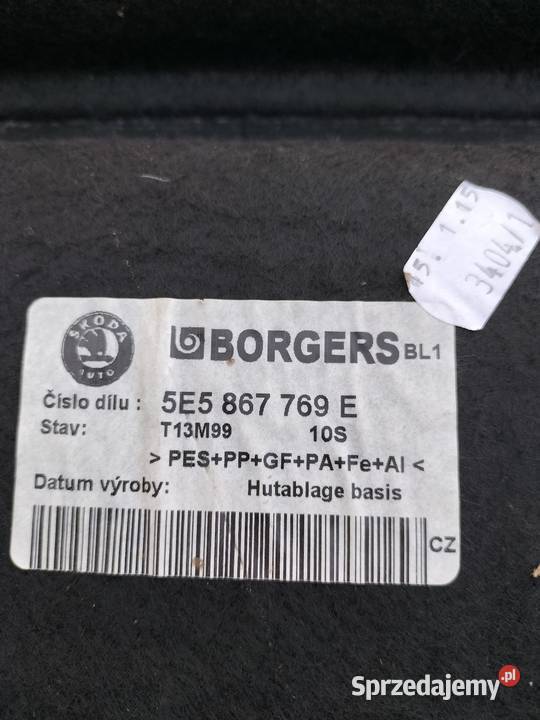 15. 1.15
3404/1
ŠKODA
AUTO
BORGERS BL1
Číslo dílu : 5E5 867 769 E
Stav: T13M99 10S
> PES+PP+GF+PA+Fe+Al <
Datum výroby: Hutablage basis
CZ
Sprzedajemy.pl